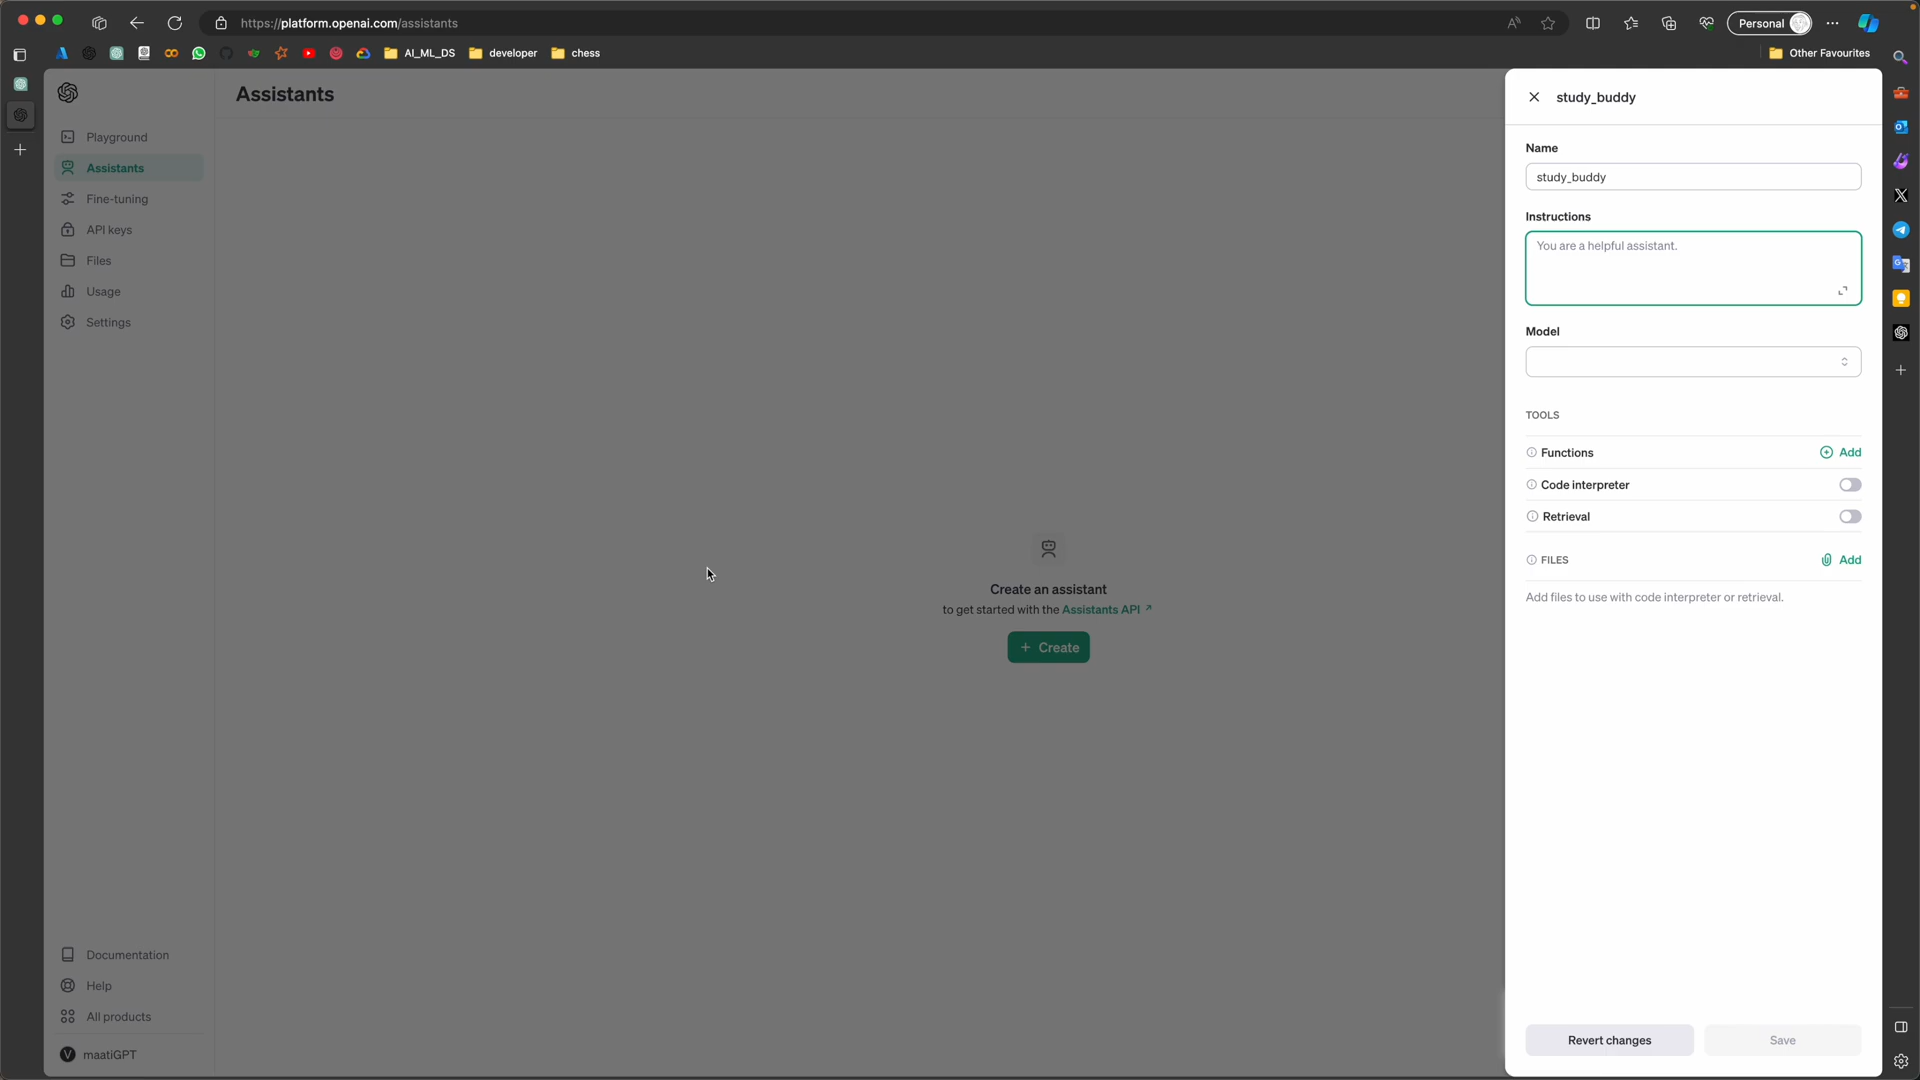 https://platform.openai.com/assistants
Personal
AI_ML_DS
developer
chess
Other Favourites
Assistants
Playground
Assistants
Fine-tuning
API keys
Files
Usage
Settings
Create an assistant
to get started with the Assistants API ↗
+ Create
Documentation
Help
All products
V maatiGPT
study_buddy
Name
study_buddy
Instructions
You are a helpful assistant.
Model
TOOLS
Functions Add
Code interpreter
Retrieval
FILES Add
Add files to use with code interpreter or retrieval.
Revert changes Save